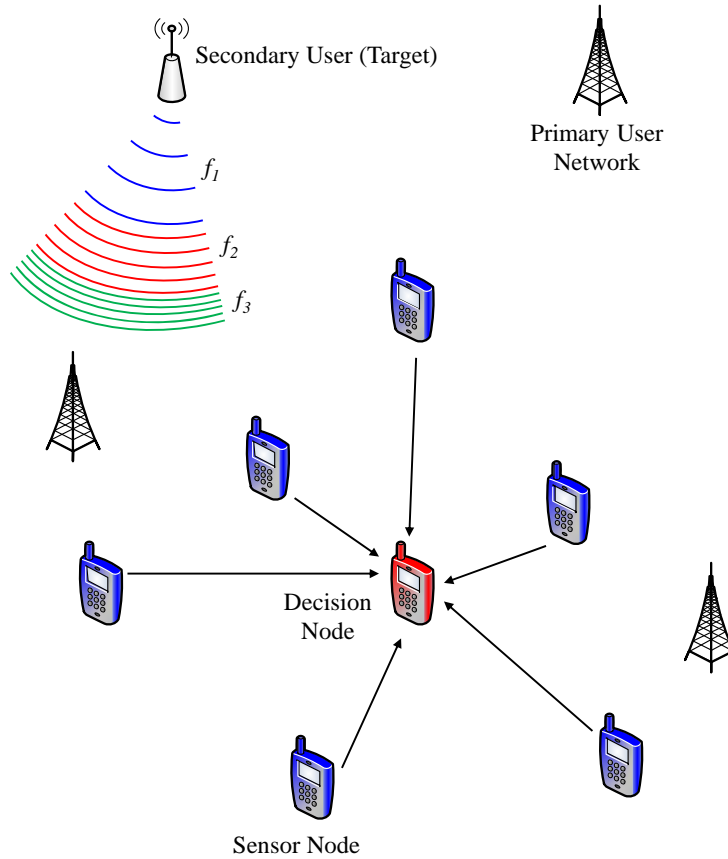 Secondary User (Target)
Primary User
Network
f1
f2
f3
Decision
Node
Sensor Node